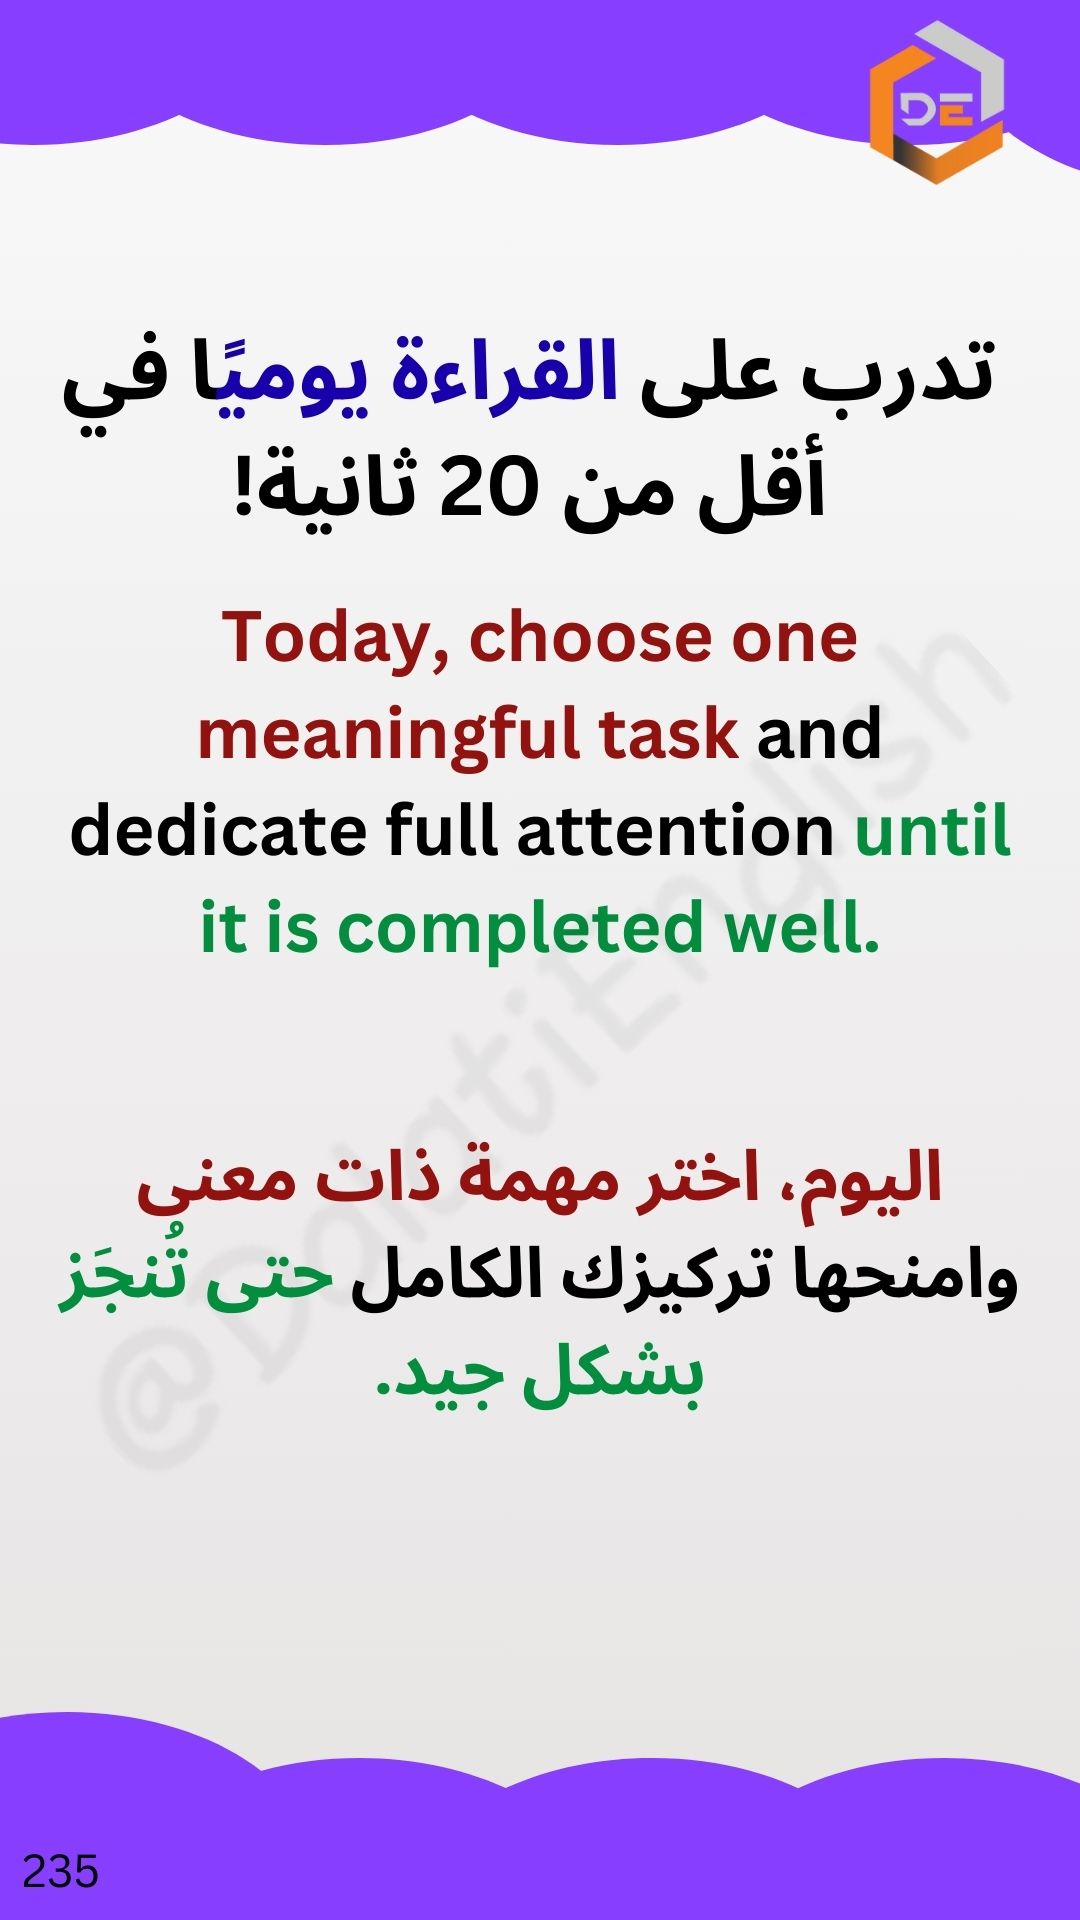 DE
تدرب على القراءة يوميًا في
أقل من 20 ثانية!
Today, choose one
meaningful task and
dedicate full attention until
it is completed well.
اليوم، اختر مهمة ذات معنى
وامنحها تركيزك الكامل حتى تُنجَز
بشكل جيد.
@DalatiEnglish
235